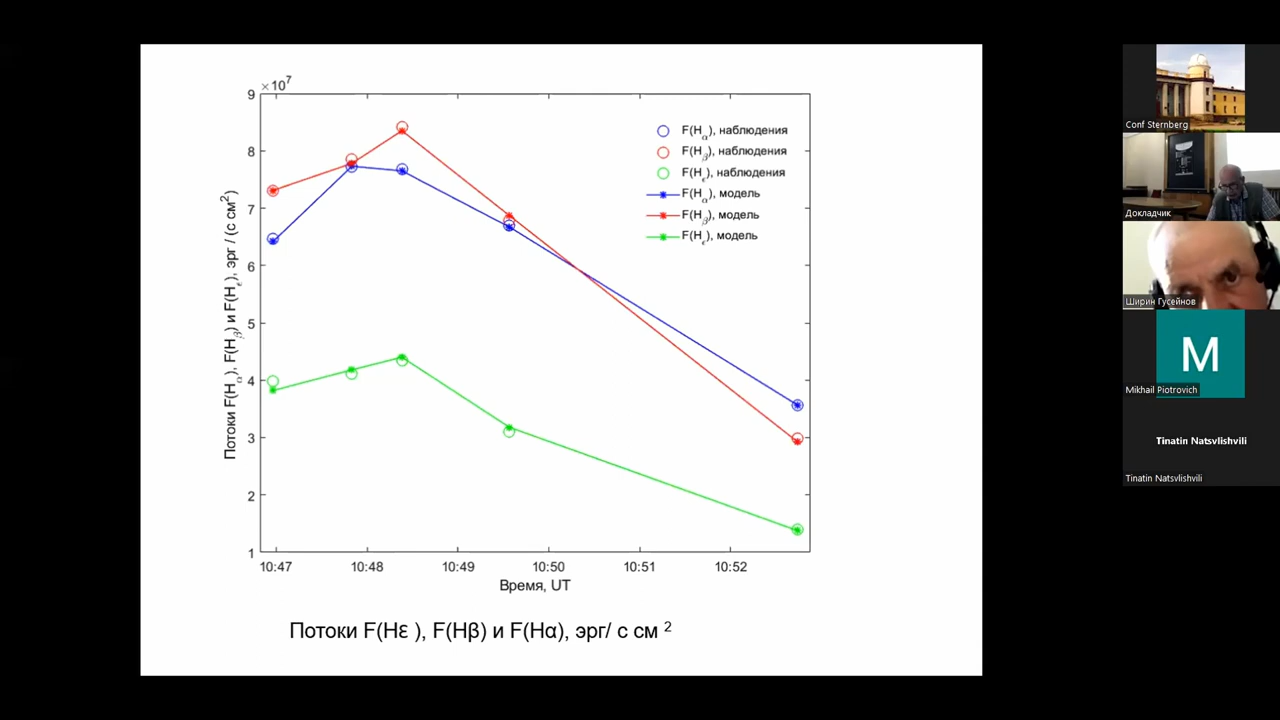 ×10⁷
9
8
7
6
5
4
3
2
1
Потоки F(Hα), F(Hβ) и F(Hε), эрг / (с см²)
F(Hα), наблюдения
F(Hβ), наблюдения
F(Hε), наблюдения
F(Hα), модель
F(Hβ), модель
F(Hε), модель
10:47 10:48 10:49 10:50 10:51 10:52
Время, UT
Потоки F(Hε ), F(Hβ) и F(Hα), эрг/ с см ²
Conf Sternberg
Докладчик
Ширин Гусейнов
M
Mikhail Piotrovich
Tinatin Natsvlishvili
Tinatin Natsvlishvili